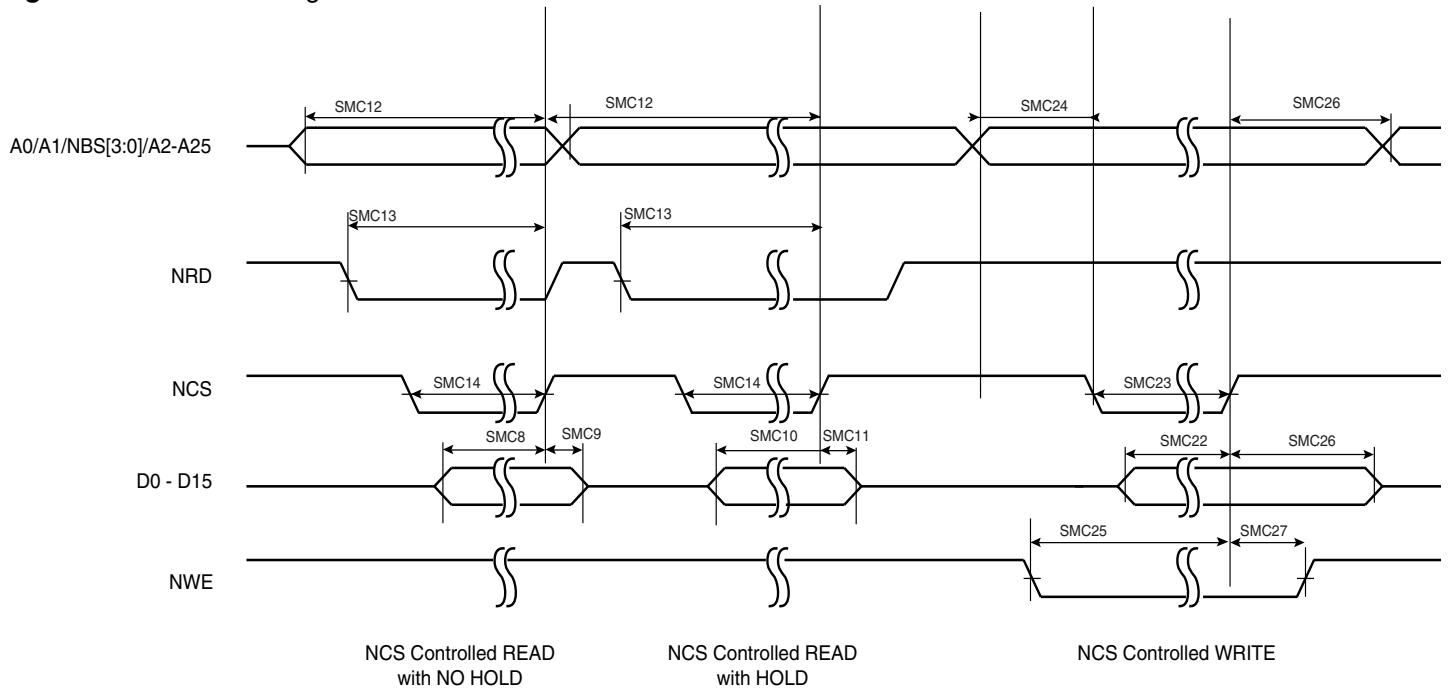 SMC12
SMC12
SMC24
SMC26
A0/A1/NBS[3:0]/A2-A25
SMC13
SMC13
NRD
NCS
SMC14
SMC14
SMC23
SMC8
SMC9
SMC10
SMC11
SMC22
SMC26
D0 - D15
SMC25
SMC27
NWE
NCS Controlled READ
with NO HOLD
NCS Controlled READ
with HOLD
NCS Controlled WRITE